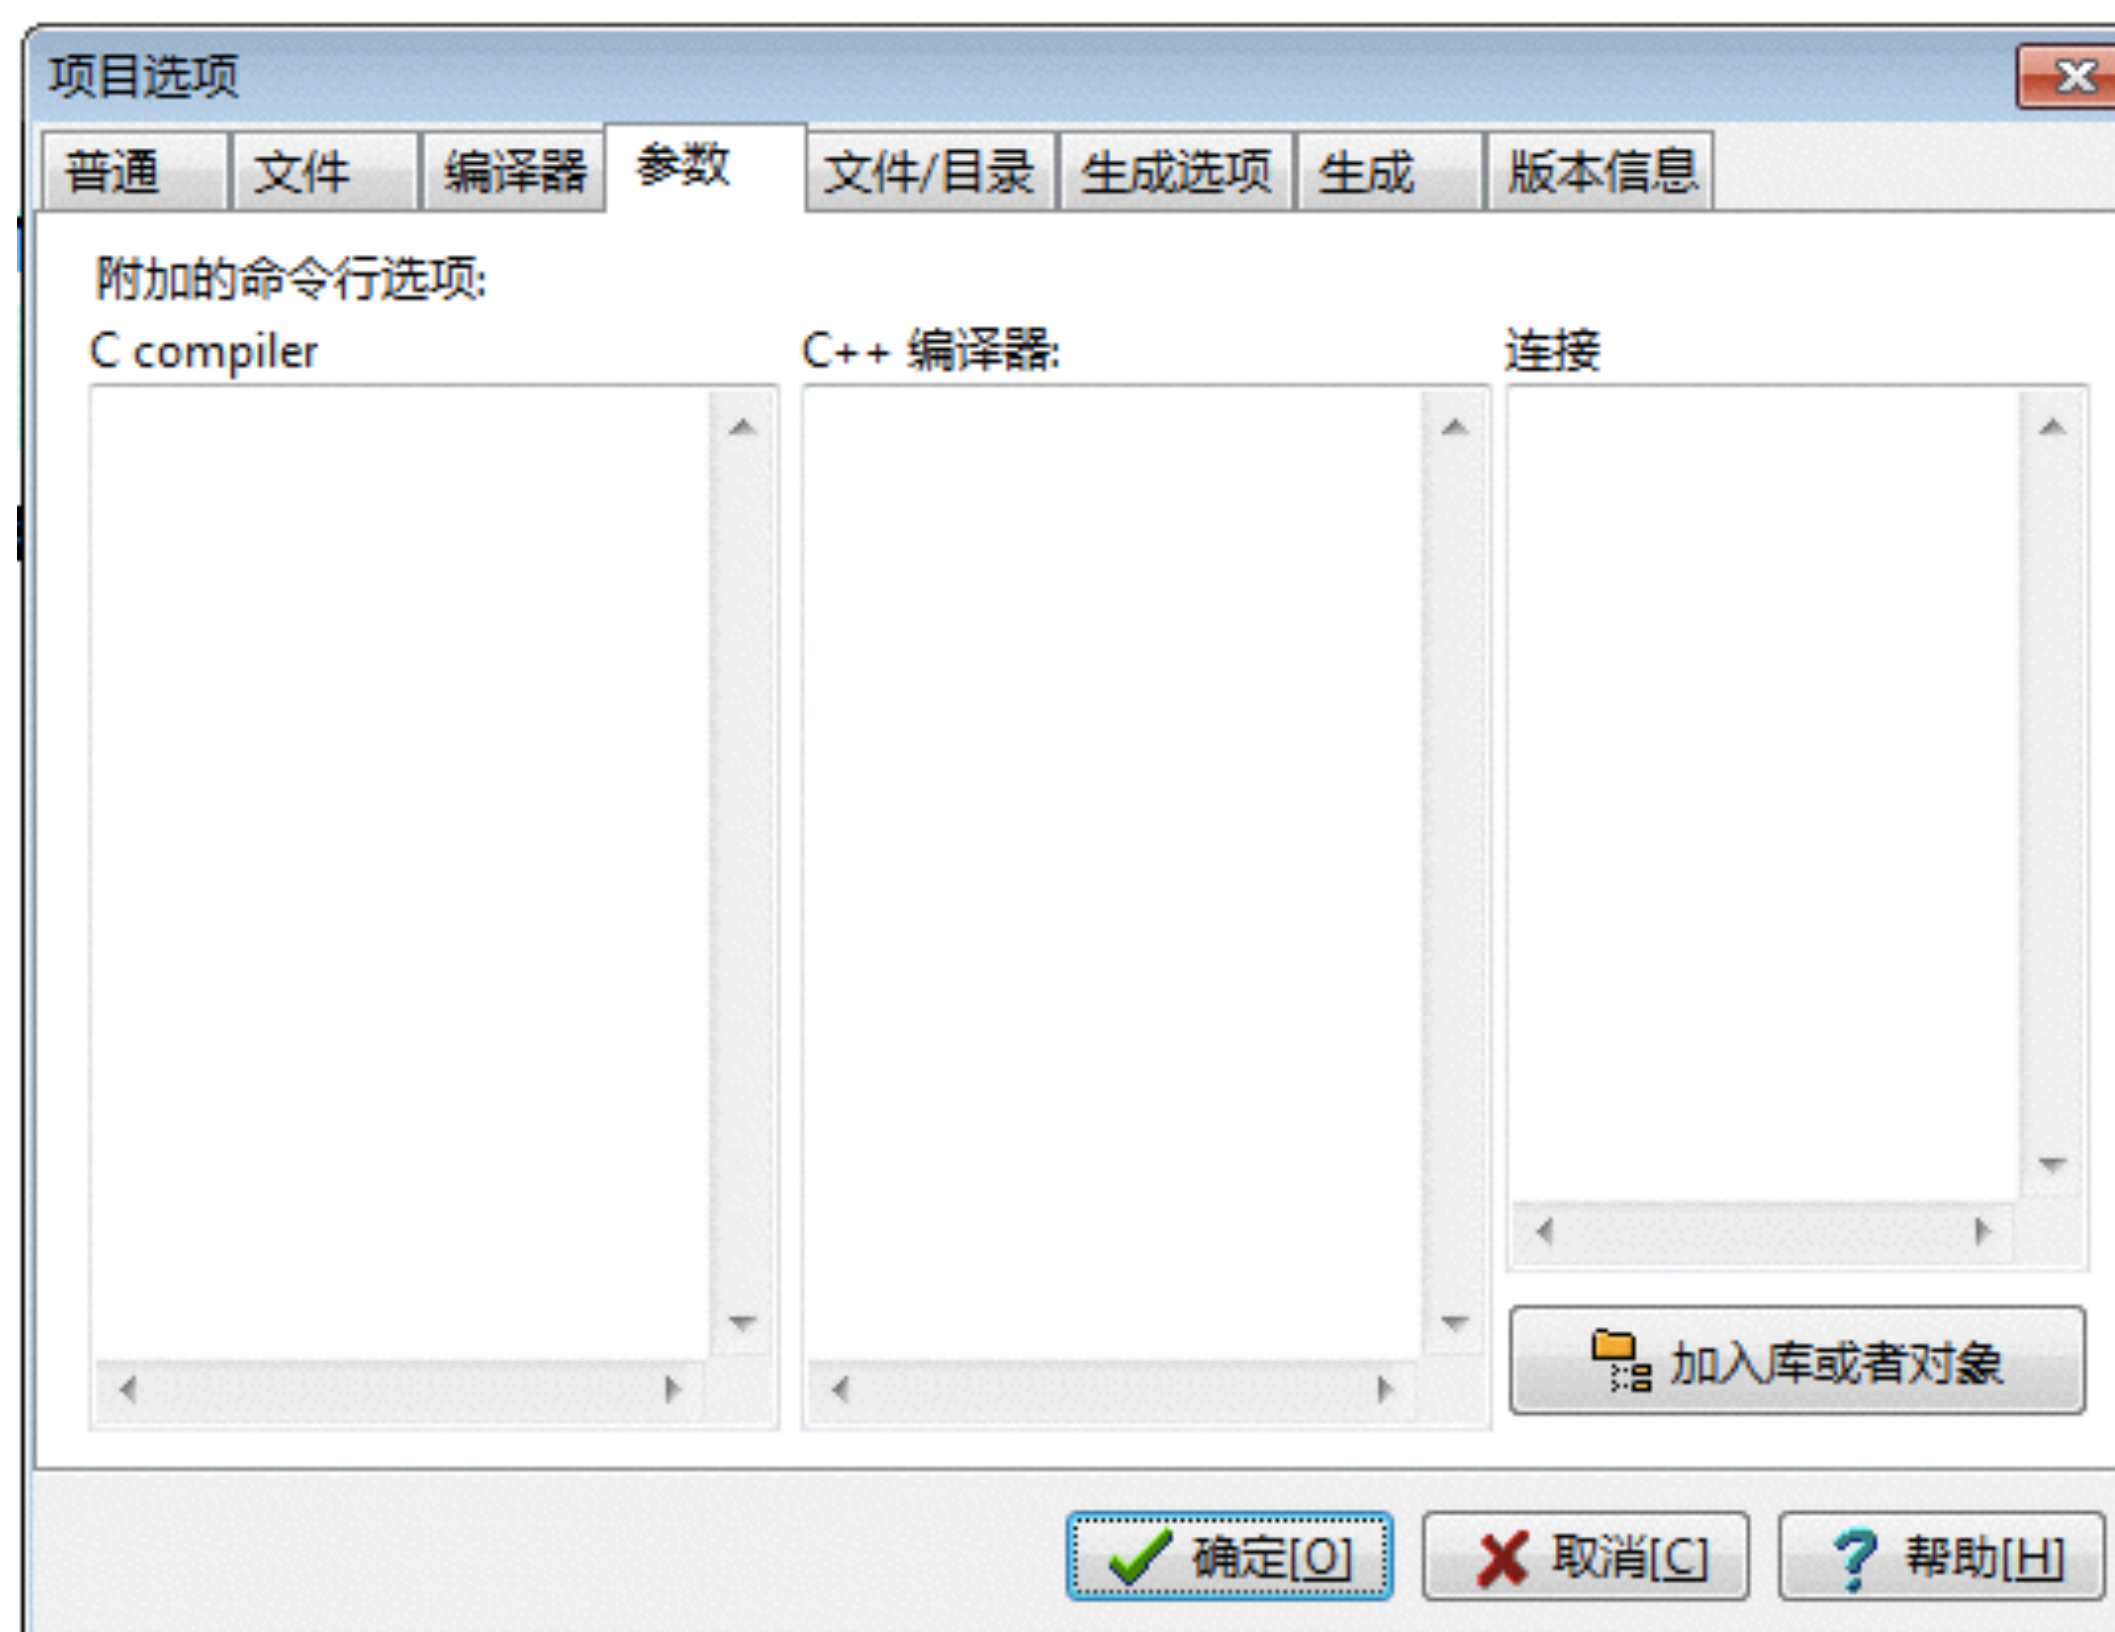 项目选项
普通 文件 编译器 参数 文件/目录 生成选项 生成 版本信息
附加的命令行选项:
C compiler C++ 编译器: 连接
加入库或者对象
确定[O] 取消[C] 帮助[H]